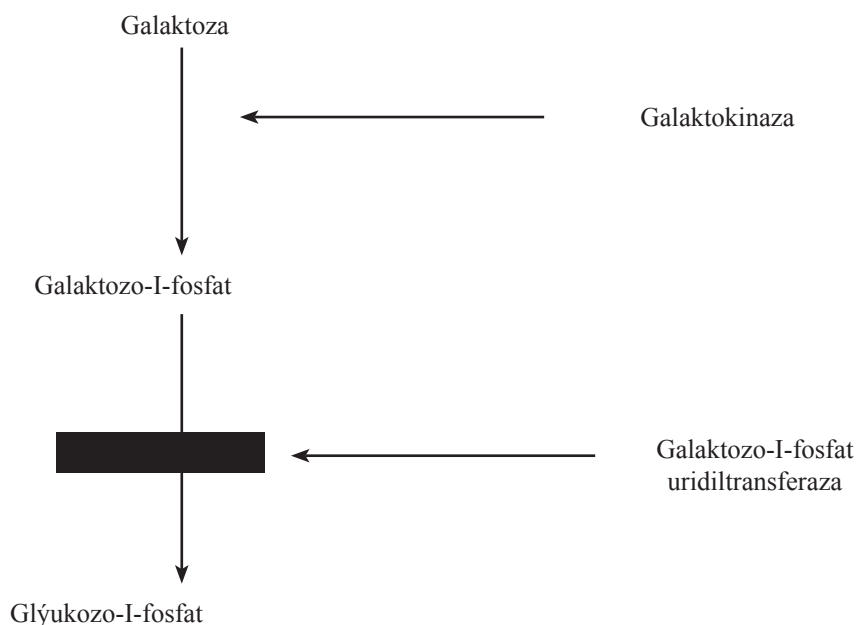 Galaktoza
Galaktokinaza
Galaktozo-I-fosfat
Galaktozo-I-fosfat
uridiltransferaza
Glýukozo-I-fosfat